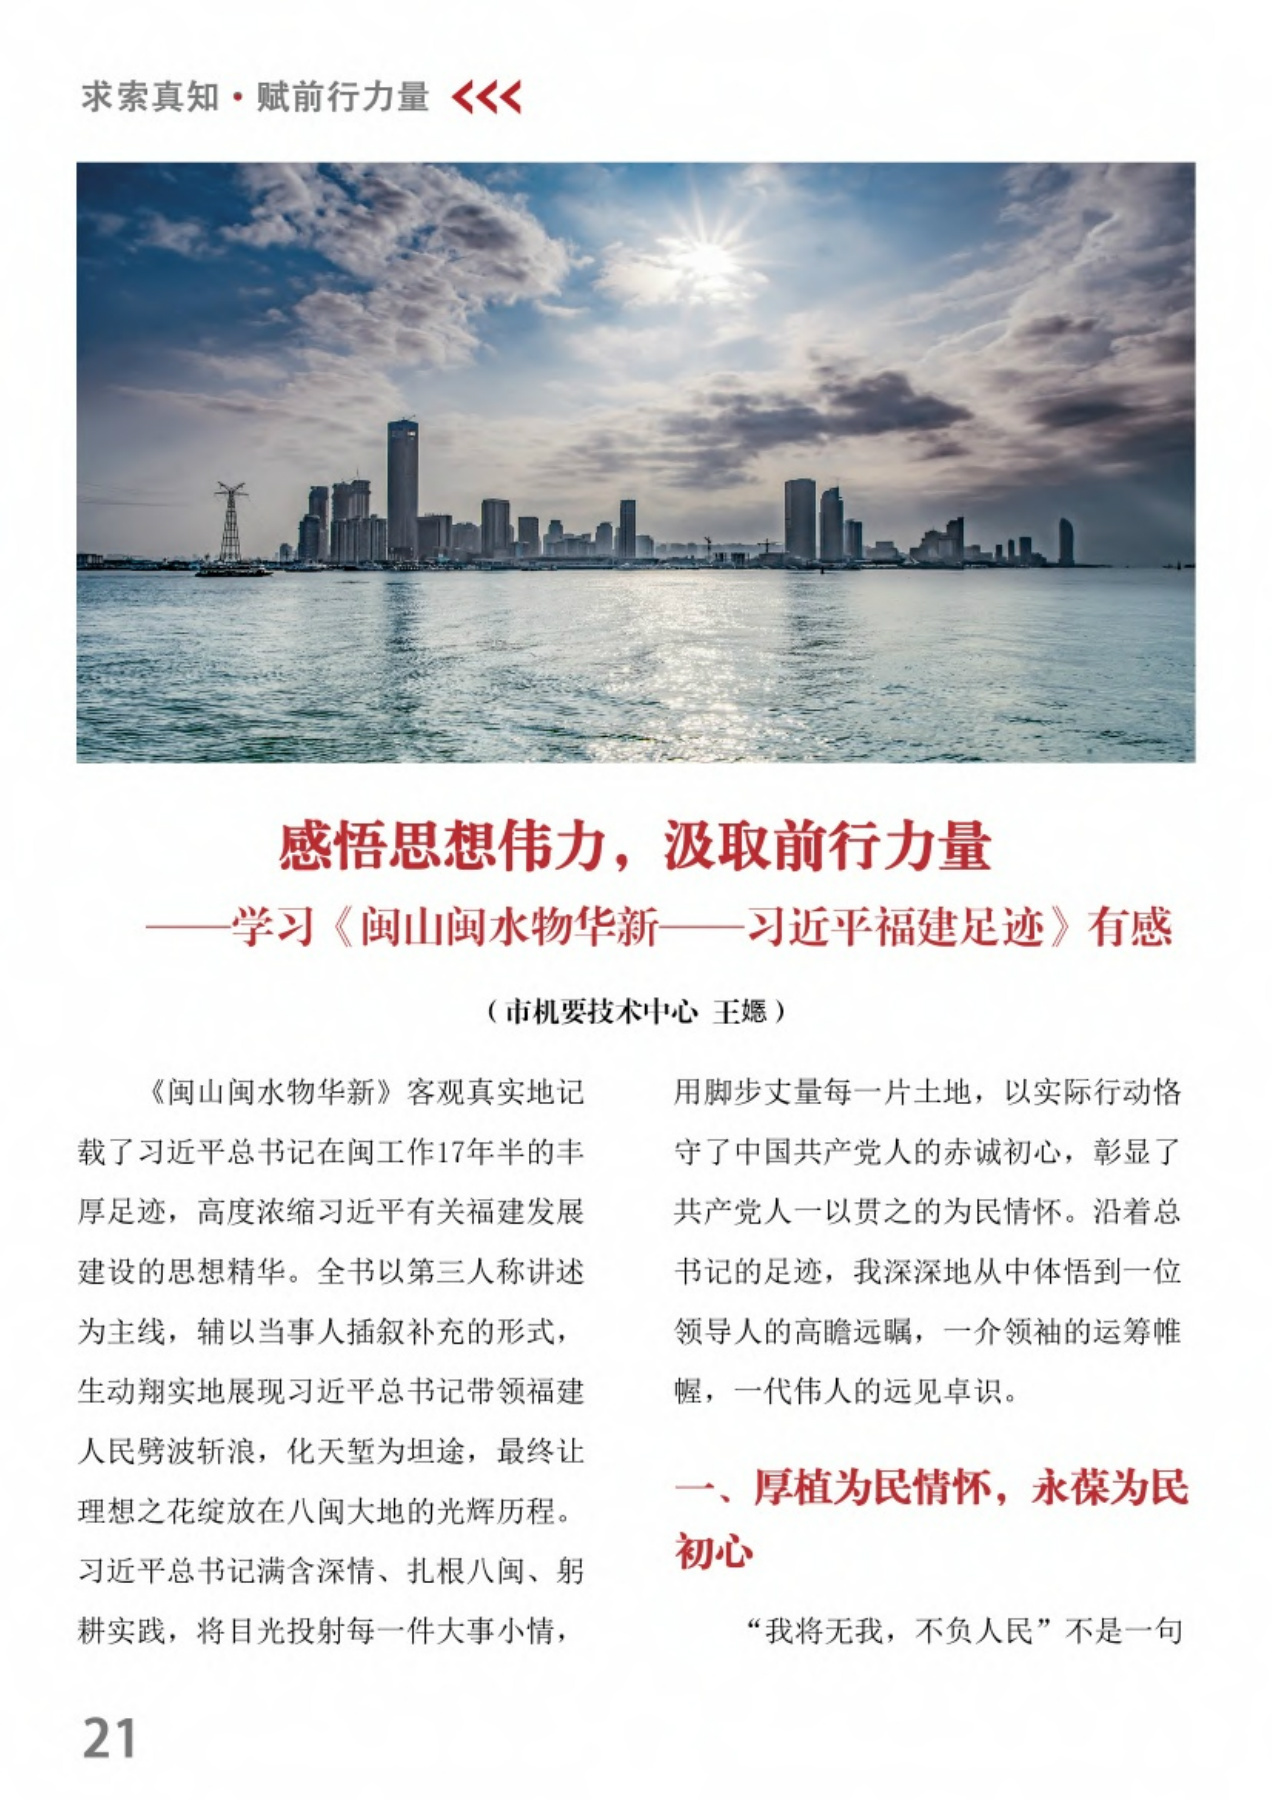 求索真知·赋前行力量
感悟思想伟力，汲取前行力量
——学习《闽山闽水物华新——习近平福建足迹》有感
（市机要技术中心 王嬺）
《闽山闽水物华新》客观真实地记
载了习近平总书记在闽工作17年半的丰
厚足迹，高度浓缩习近平有关福建发展
建设的思想精华。全书以第三人称讲述
为主线，辅以当事人插叙补充的形式，
生动翔实地展现习近平总书记带领福建
人民劈波斩浪，化天堑为坦途，最终让
理想之花绽放在八闽大地的光辉历程。
习近平总书记满含深情、扎根八闽、躬
耕实践，将目光投射每一件大事小情，
用脚步丈量每一片土地，以实际行动恪
守了中国共产党人的赤诚初心，彰显了
共产党人一以贯之的为民情怀。沿着总
书记的足迹，我深深地从中体悟到一位
领导人的高瞻远瞩，一介领袖的运筹帷
幄，一代伟人的远见卓识。
一、厚植为民情怀，永葆为民
初心
“我将无我，不负人民”不是一句
21